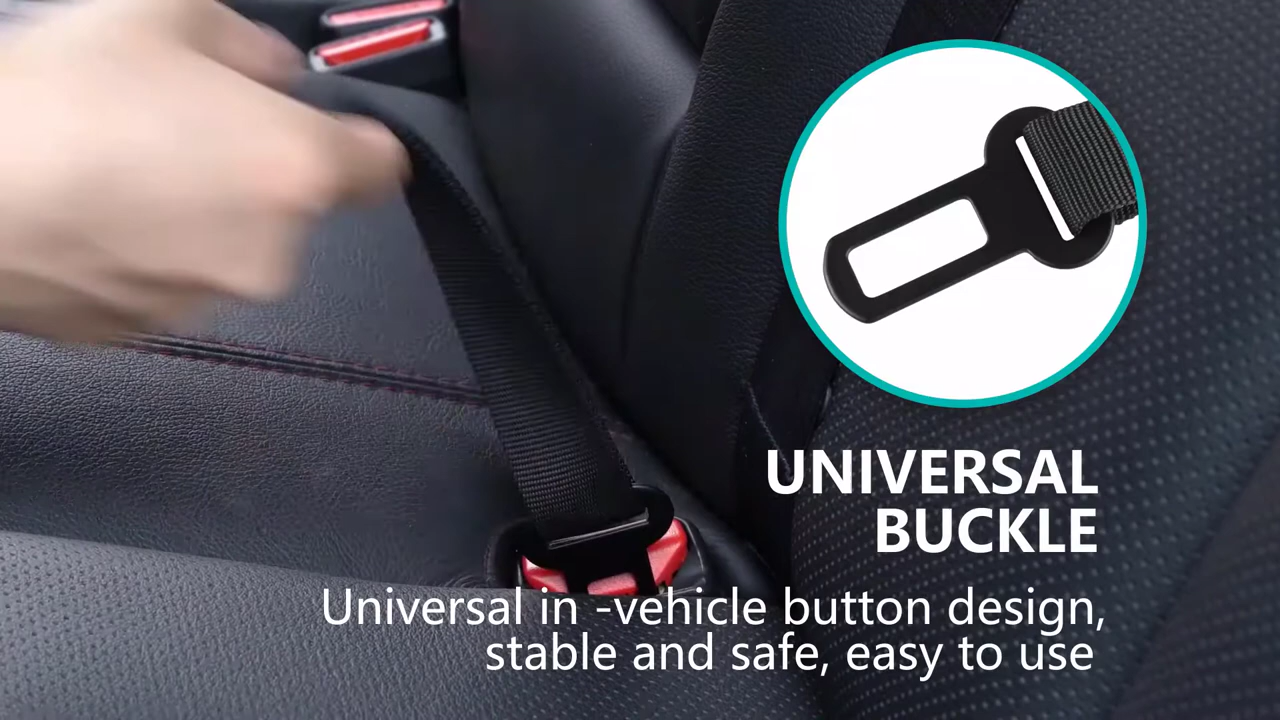 UNIVERSAL
BUCKLE
Universal in -vehicle button design,
stable and safe, easy to use